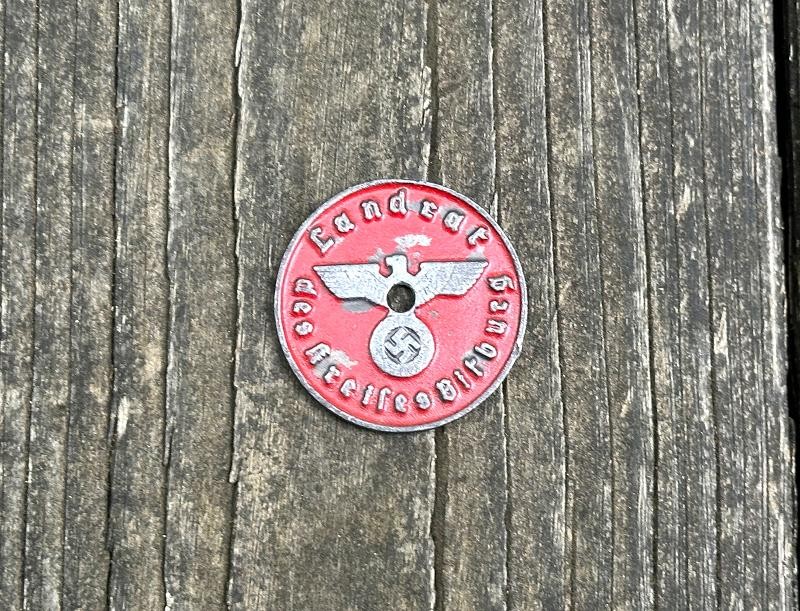 Landrat
des Kreises Bitburg